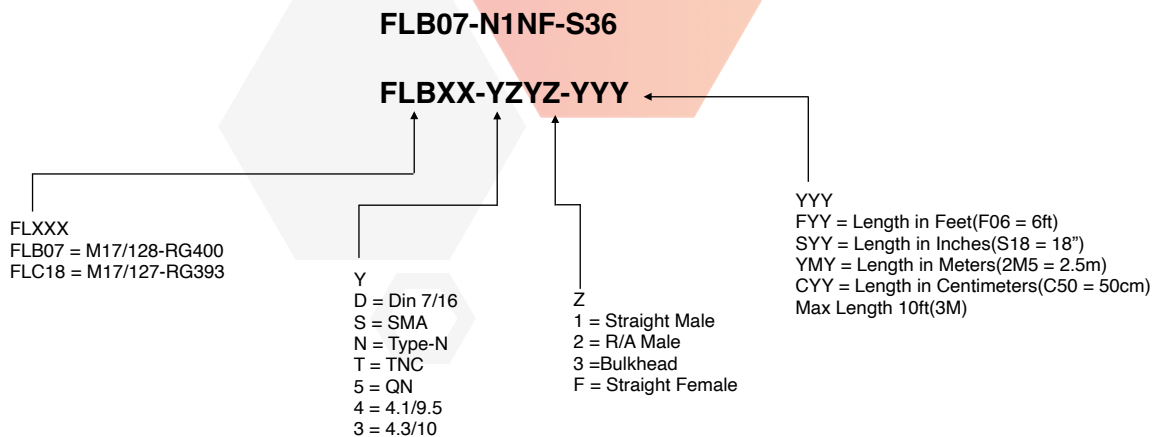 FLB07-N1NF-S36
FLBXX-YZYZ-YYY
FLXXX
FLB07 = M17/128-RG400
FLC18 = M17/127-RG393
Y
D = Din 7/16
S = SMA
N = Type-N
T = TNC
5 = QN
4 = 4.1/9.5
3 = 4.3/10
Z
1 = Straight Male
2 = R/A Male
3 =Bulkhead
F = Straight Female
YYY
FYY = Length in Feet(F06 = 6ft)
SYY = Length in Inches(S18 = 18”)
YMY = Length in Meters(2M5 = 2.5m)
CYY = Length in Centimeters(C50 = 50cm)
Max Length 10ft(3M)